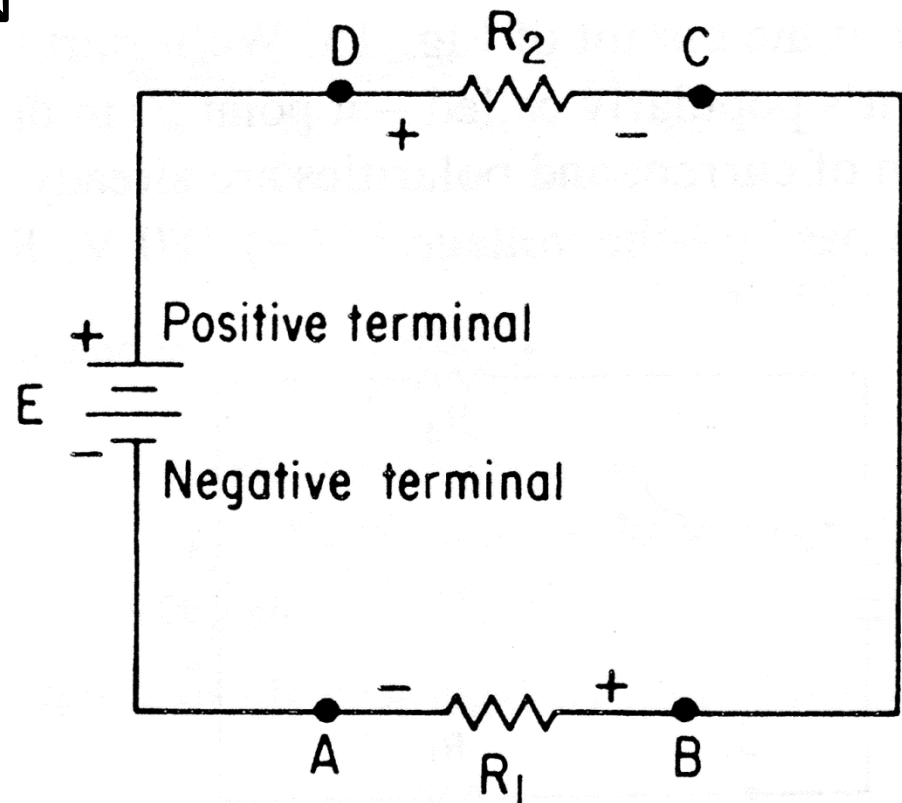 D R2 C
+ -
+ Positive terminal
E
- Negative terminal
- +
A R1 B